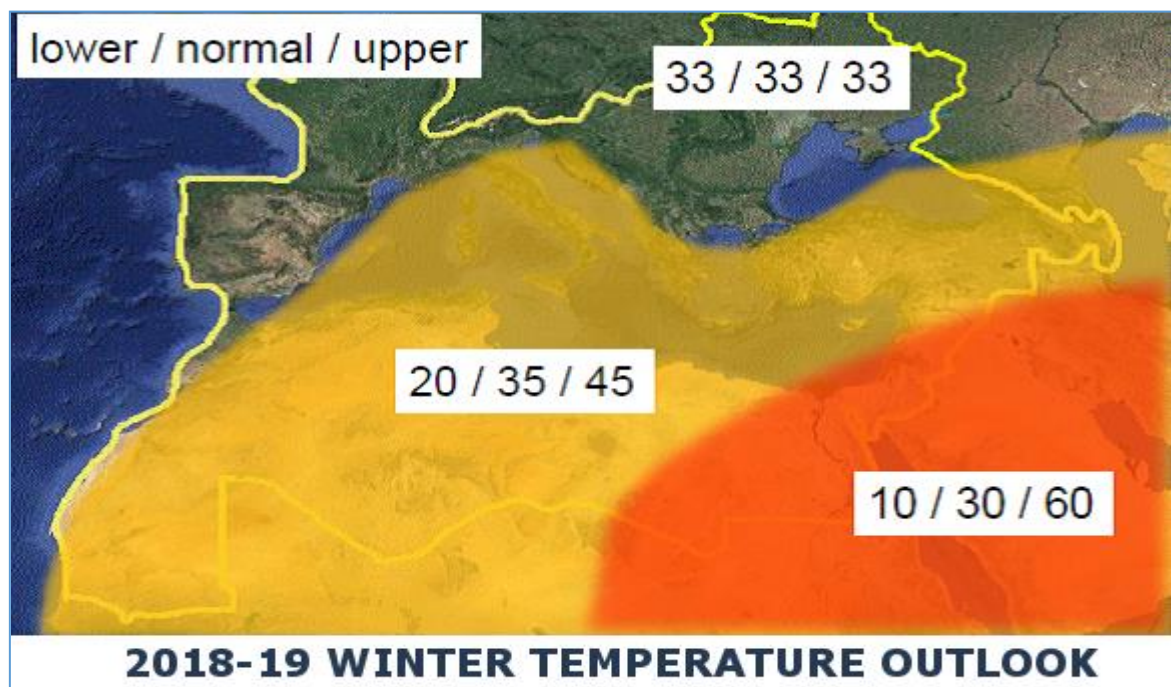 lower / normal / upper
33 / 33 / 33
20 / 35 / 45
10 / 30 / 60
2018-19 WINTER TEMPERATURE OUTLOOK